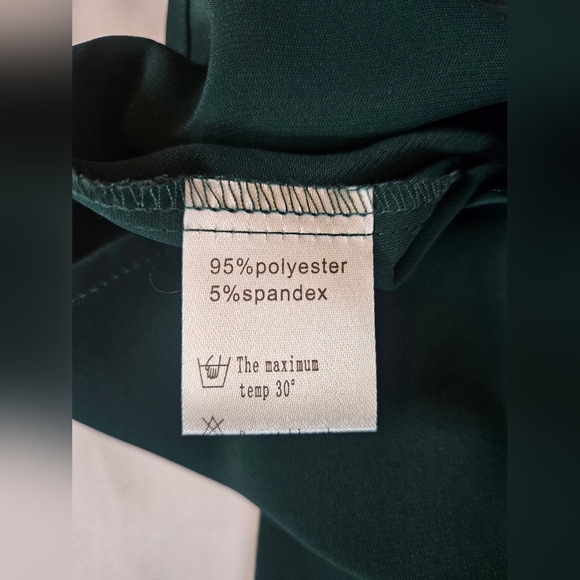 95%polyester
5%spandex
The maximum
temp 30°